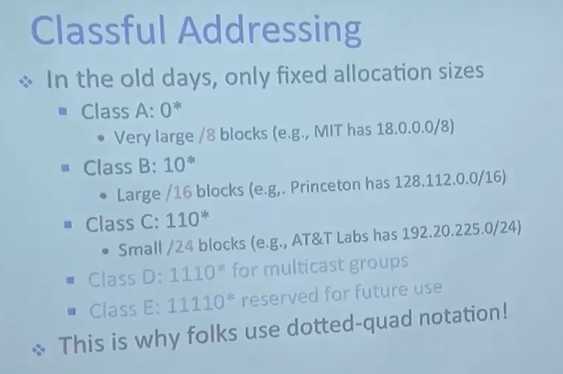 Classful Addressing
In the old days, only fixed allocation sizes
Class A: 0*
Very large /8 blocks (e.g., MIT has 18.0.0.0/8)
Class B: 10*
Large /16 blocks (e.g,. Princeton has 128.112.0.0/16)
Class C: 110*
Small /24 blocks (e.g., AT&T Labs has 192.20.225.0/24)
Class D: 1110* for multicast groups
Class E: 11110* reserved for future use
This is why folks use dotted-quad notation!